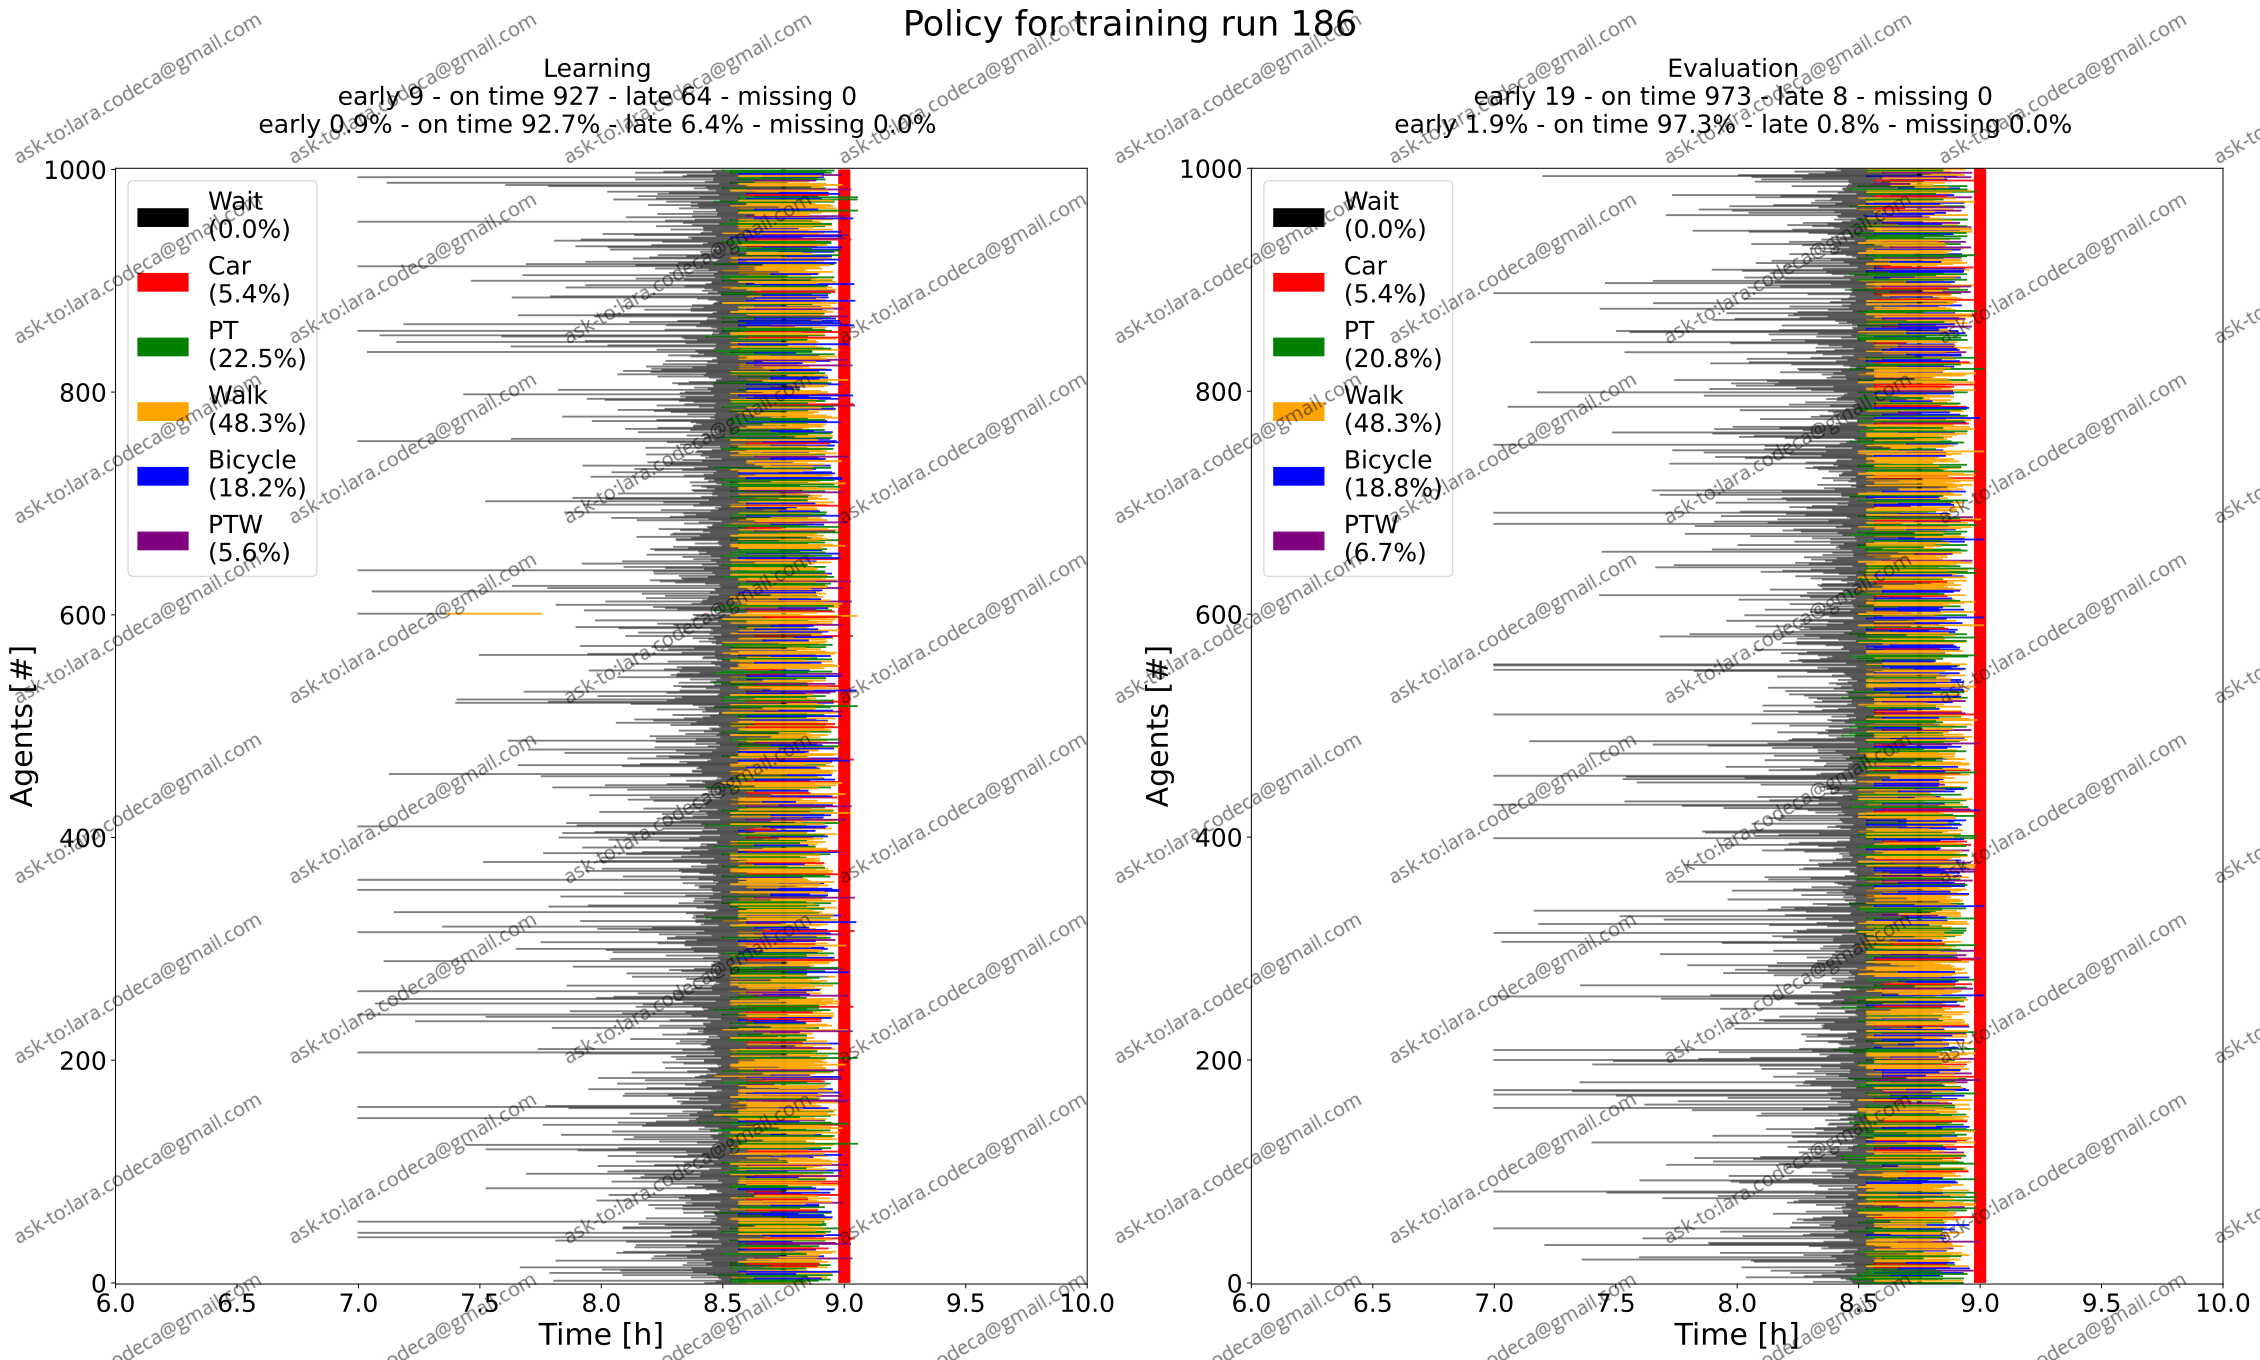 Policy for training run 186
Learning
early 9 - on time 927 - late 64 - missing 0
early 0.9% - on time 92.7% - late 6.4% - missing 0.0%
1000
800
600
400
200
0
Agents [#]
Wait
(0.0%)
Car
(5.4%)
PT
(22.5%)
Walk
(48.3%)
Bicycle
(18.2%)
PTW
(5.6%)
6.0 6.5 7.0 7.5 8.0 8.5 9.0 9.5 10.0
Time [h]
Evaluation
early 19 - on time 973 - late 8 - missing 0
early 1.9% - on time 97.3% - late 0.8% - missing 0.0%
1000
800
600
400
200
0
Agents [#]
Wait
(0.0%)
Car
(5.4%)
PT
(20.8%)
Walk
(48.3%)
Bicycle
(18.8%)
PTW
(6.7%)
6.0 6.5 7.0 7.5 8.0 8.5 9.0 9.5 10.0
Time [h]
ask-to:lara.codeca@gmail.com